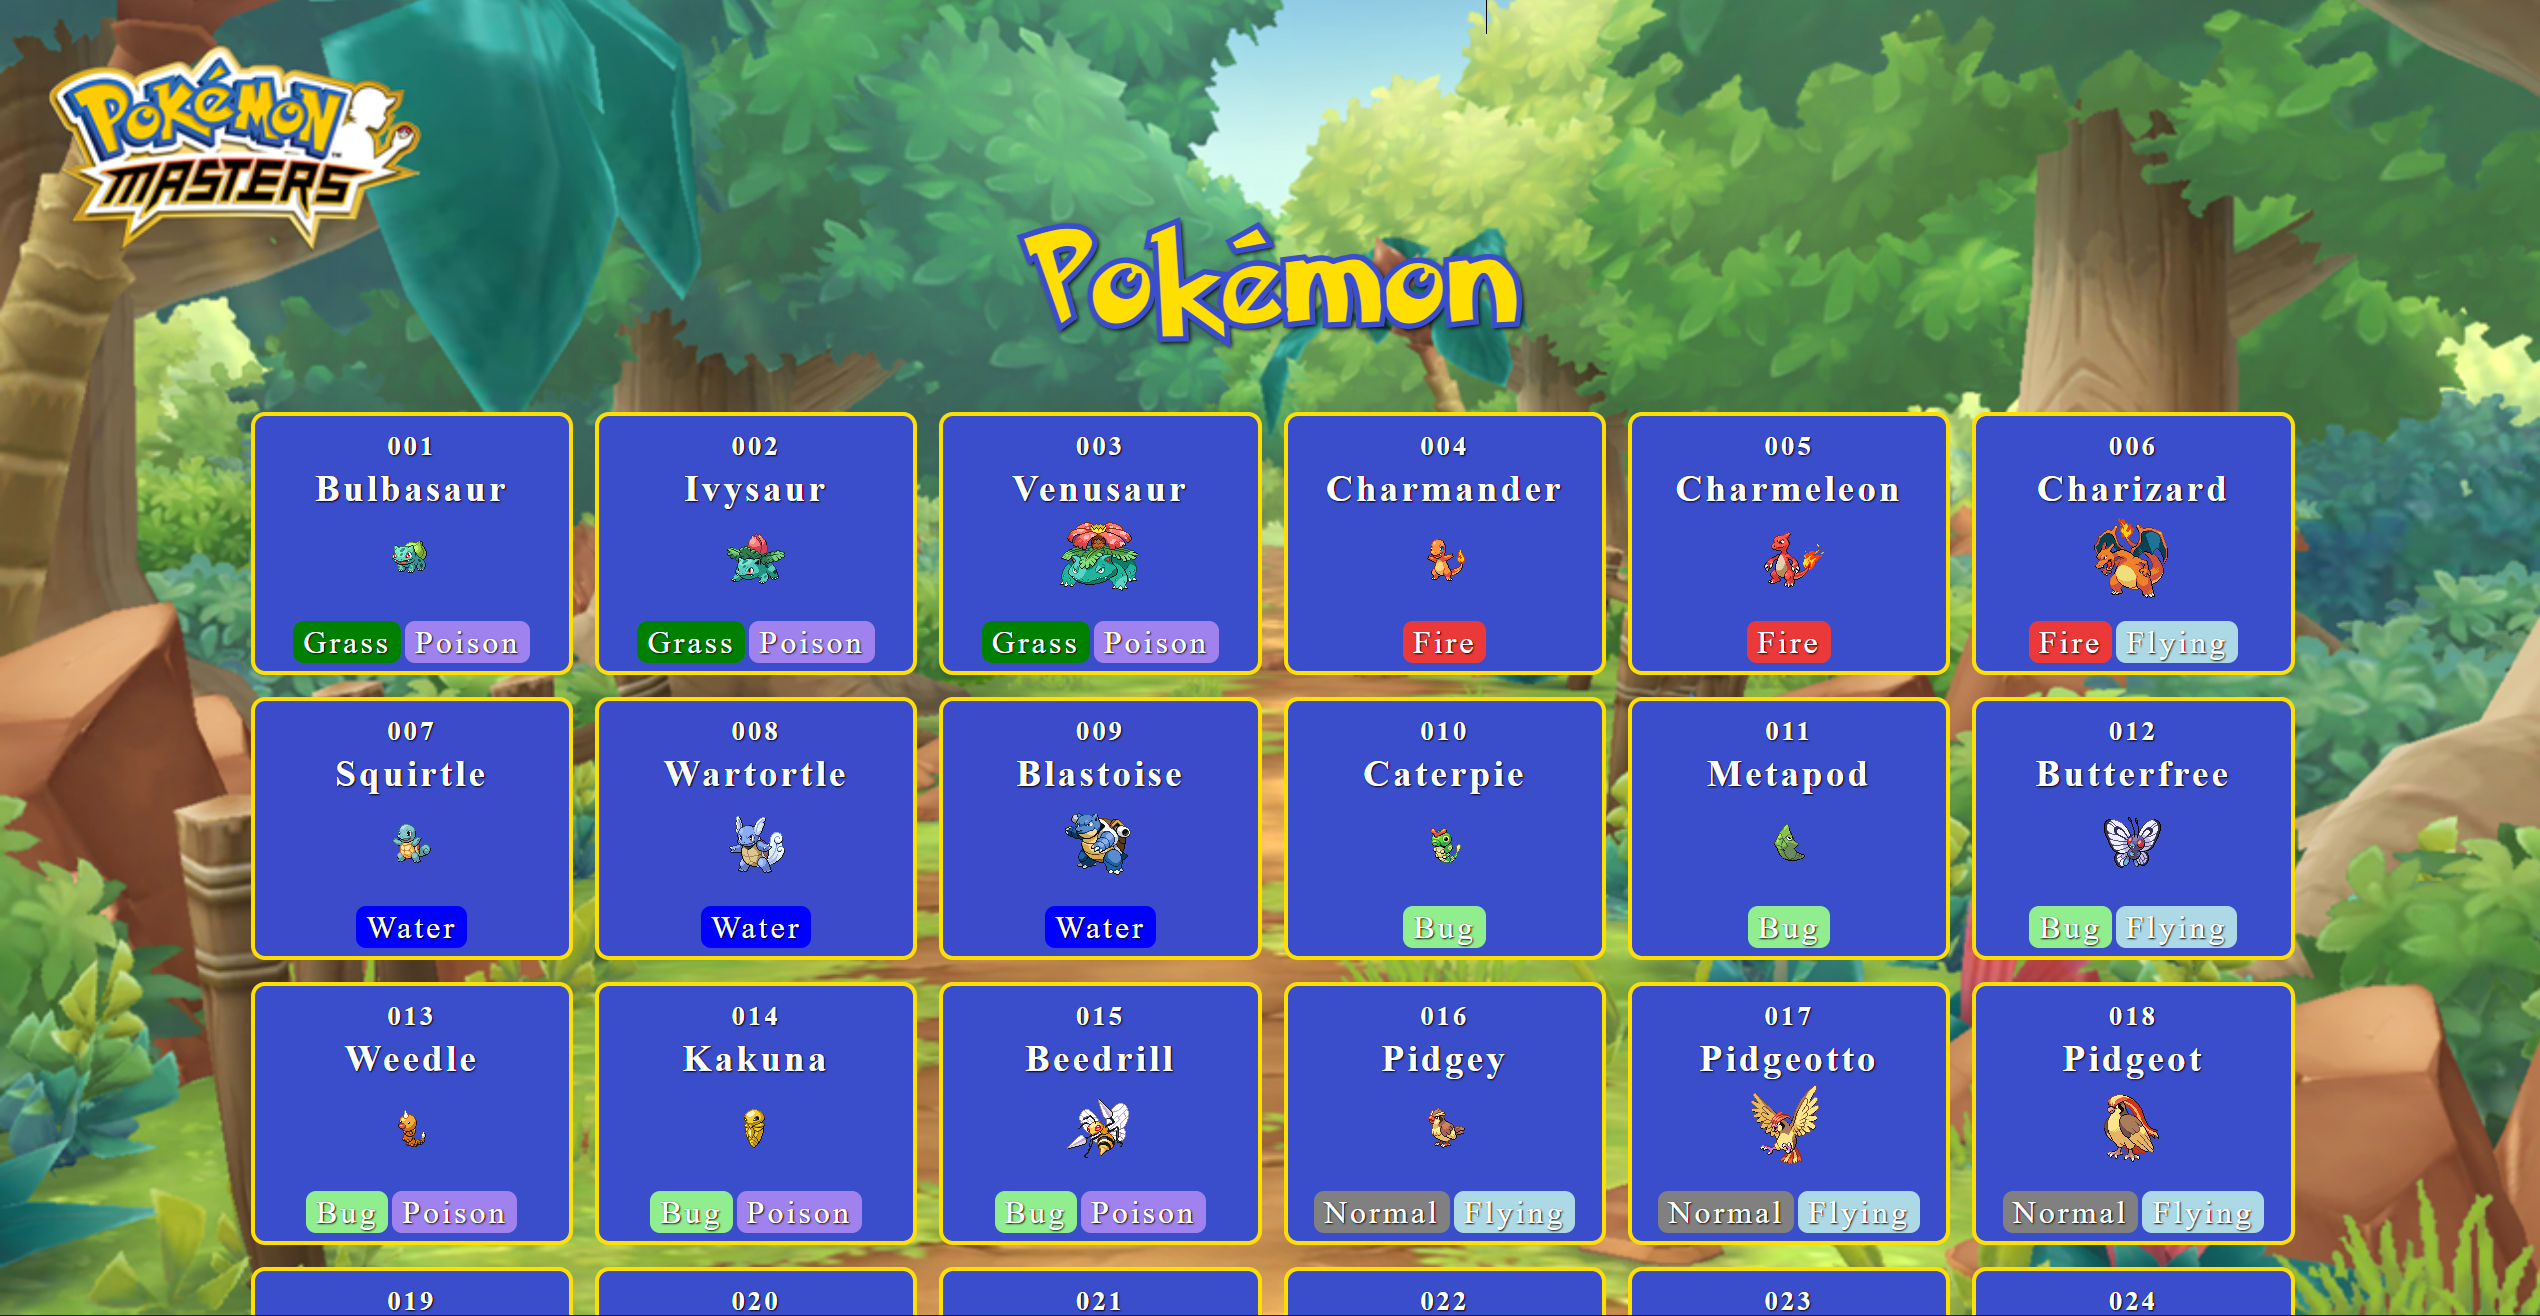 POKÉMON
MASTERS
Pokémon
001 002 003 004 005 006
Bulbasaur Ivysaur Venusaur Charmander Charmeleon Charizard
Grass Poison Grass Poison Grass Poison Fire Fire Fire Flying
007 008 009 010 011 012
Squirtle Wartortle Blastoise Caterpie Metapod Butterfree
Water Water Water Bug Bug Bug Flying
013 014 015 016 017 018
Weedle Kakuna Beedrill Pidgey Pidgeotto Pidgeot
Bug Poison Bug Poison Bug Poison Normal Flying Normal Flying Normal Flying
019 020 021 022 023 024